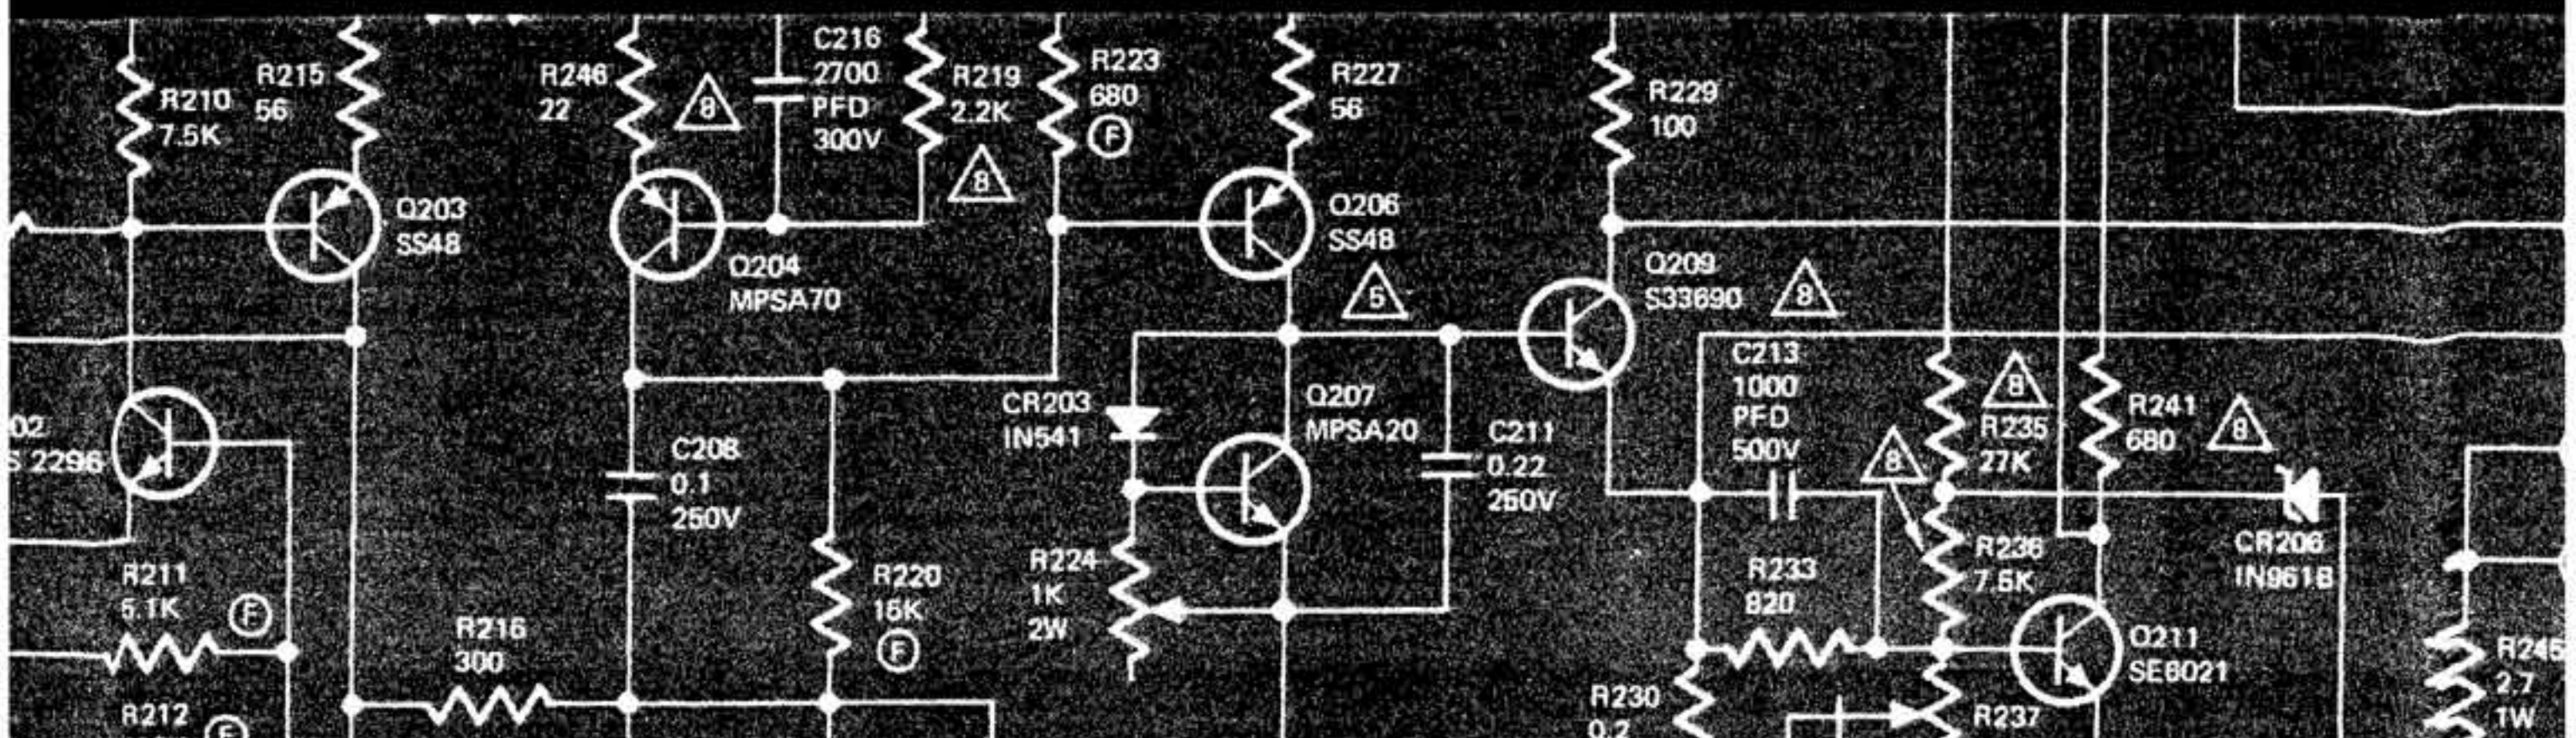 R210
7.5K
R215
56
Q203
SS48
R246
22
8
C216
2700
PFD
300V
R219
2.2K
8
R223
680
F
Q204
MPSA70
R227
56
Q206
SS48
5
R229
100
Q209
S33690
8
02
S 2296
R211
5.1K
F
R212
F
R216
300
C208
0.1
250V
R220
15K
F
CR203
IN541
Q207
MPSA20
C211
0.22
250V
R224
1K
2W
C213
1000
PFD
500V
8
8
R235
27K
R241
680
8
R236
7.5K
CR206
IN961B
R233
820
Q211
SE6021
R230
0.2
R237
R245
2.7
1W